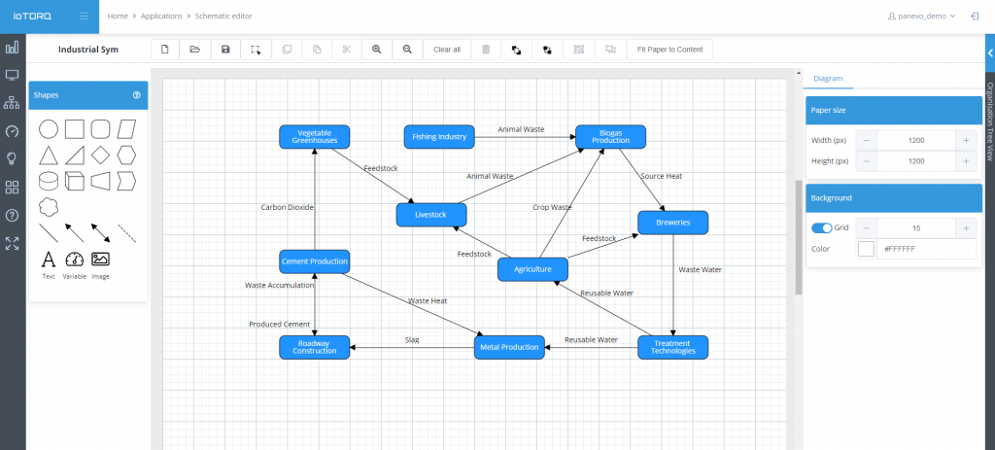 ioTORQ
Home > Applications > Schematic editor
panevo_demo
Industrial Sym
Clear all
Fit Paper to Content
Shapes
Text
Variable
Image
Vegetable
Greenhouses
Fishing Industry
Animal Waste
Biogas
Production
Feedstock
Animal Waste
Source Heat
Carbon Dioxide
Livestock
Crop Waste
Breweries
Feedstock
Feedstock
Cement Production
Agriculture
Waste Water
Waste Accumulation
Reusable Water
Waste Heat
Produced Cement
Roadway
Construction
Slag
Metal Production
Reusable Water
Treatment
Technologies
Diagram
Paper size
Width (px)
1200
Height (px)
1200
Background
Grid
15
Color
#FFFFFF
Organisation Tree View